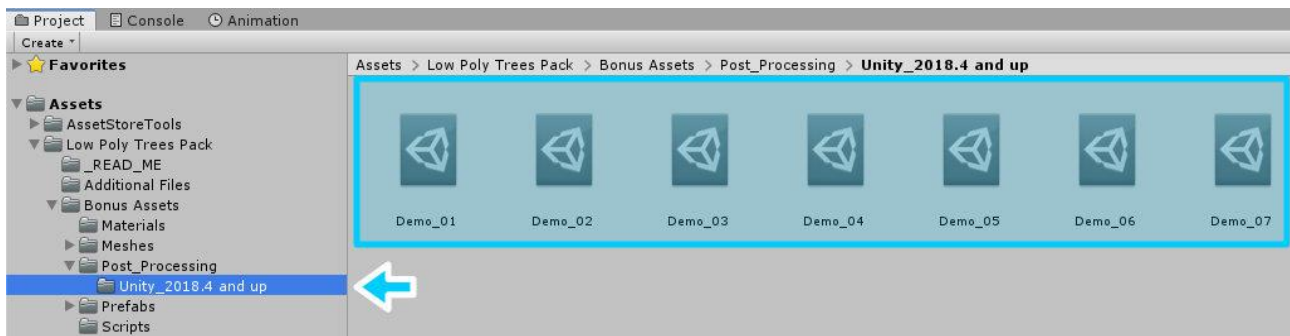 Project Console Animation
Create
Favorites
Assets > Low Poly Trees Pack > Bonus Assets > Post_Processing > Unity_2018.4 and up
Assets
AssetStoreTools
Low Poly Trees Pack
_READ_ME
Additional Files
Bonus Assets
Materials
Meshes
Post_Processing
Unity_2018.4 and up
Prefabs
Scripts
Demo_01 Demo_02 Demo_03 Demo_04 Demo_05 Demo_06 Demo_07